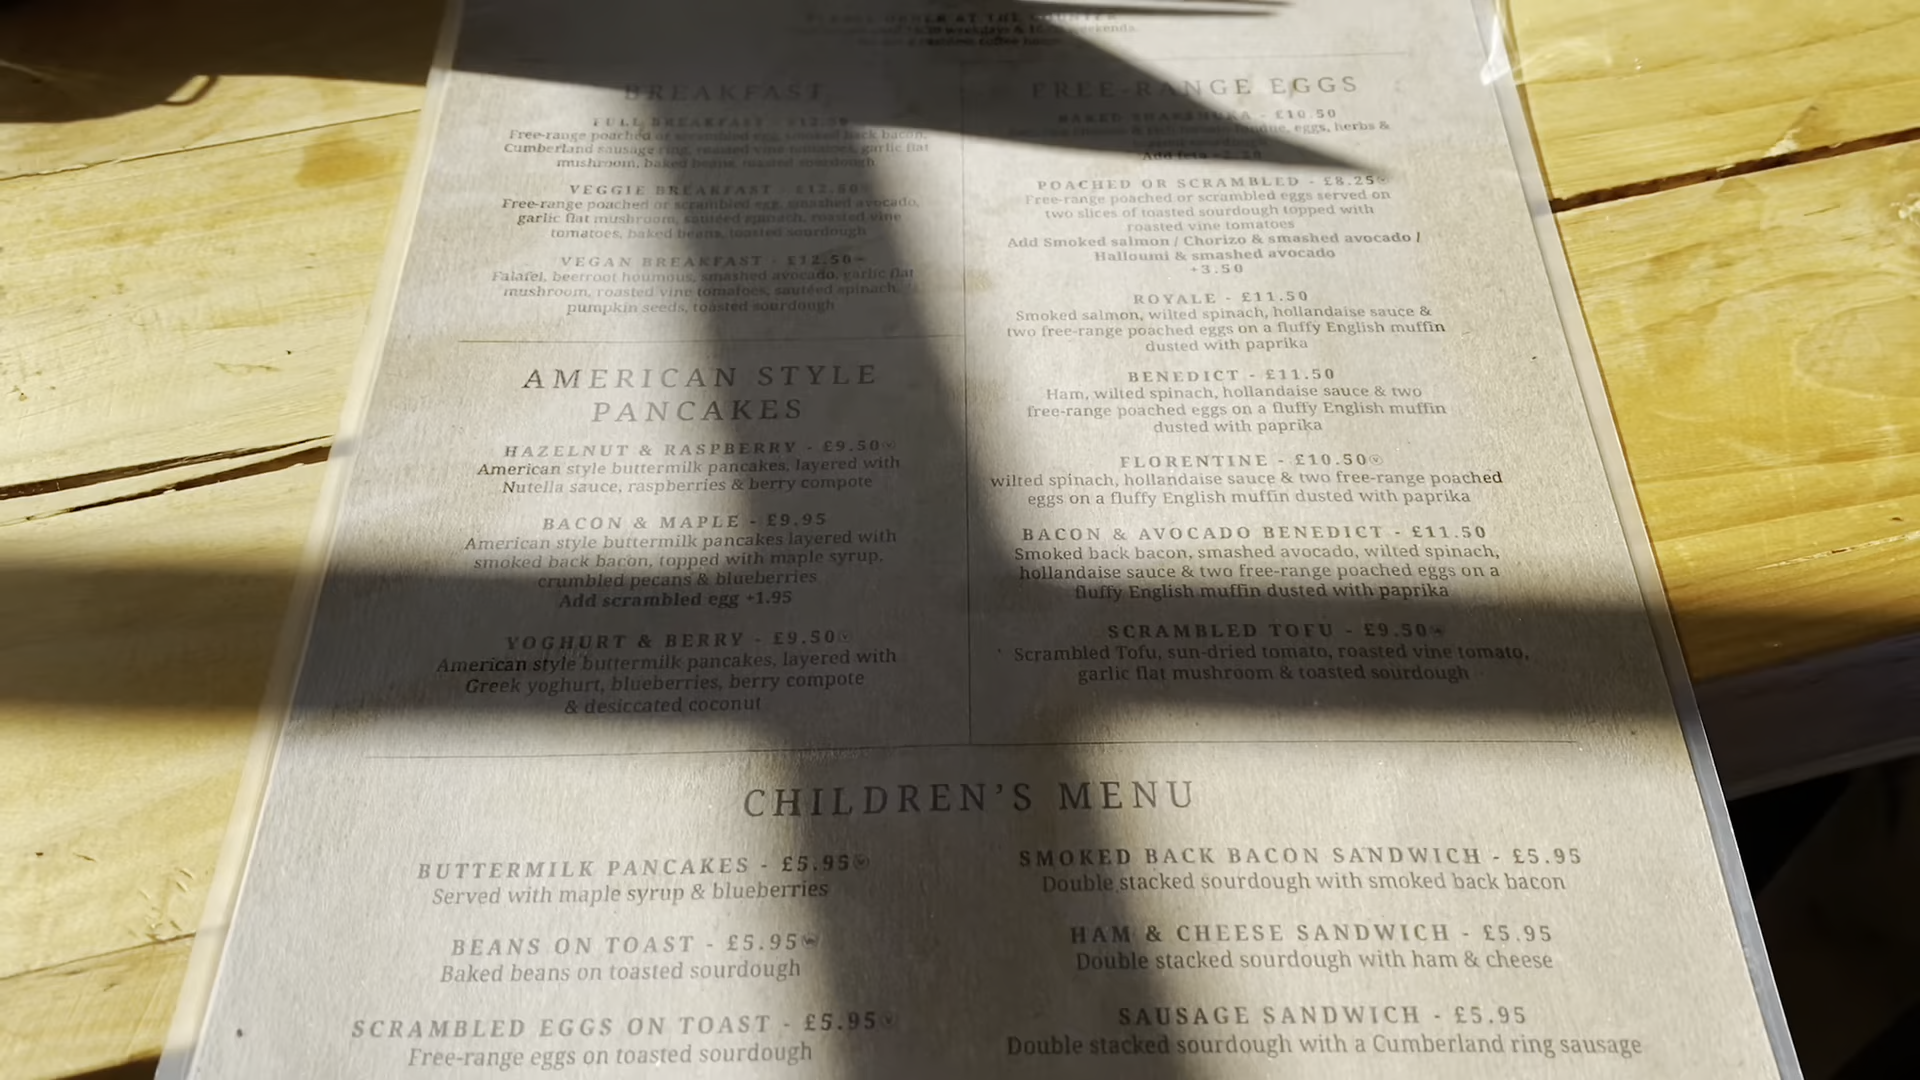 BREAKFAST
FULL BREAKFAST - £12.50
Free-range poached or scrambled egg, smoked back bacon,
Cumberland sausage ring, roasted vine tomatoes, garlic flat
mushroom, baked beans, toasted sourdough
VEGGIE BREAKFAST - £12.50
Free-range poached or scrambled egg, smashed avocado,
garlic flat mushroom, sautéed spinach, roasted vine
tomatoes, baked beans, toasted sourdough
VEGAN BREAKFAST - £12.50
Falafel, beetroot houmous, smashed avocado, garlic flat
mushroom, roasted vine tomatoes, sautéed spinach,
pumpkin seeds, toasted sourdough
AMERICAN STYLE
PANCAKES
HAZELNUT & RASPBERRY - £9.50
American style buttermilk pancakes, layered with
Nutella sauce, raspberries & berry compote
BACON & MAPLE - £9.95
American style buttermilk pancakes layered with
smoked back bacon, topped with maple syrup,
crumbled pecans & blueberries
Add scrambled egg +1.95
YOGHURT & BERRY - £9.50
American style buttermilk pancakes, layered with
Greek yoghurt, blueberries, berry compote
& desiccated coconut
FREE-RANGE EGGS
BAKED SHAKSHUKA - £10.50
eggs, herbs &
Add feta
POACHED OR SCRAMBLED - £8.25
Free-range poached or scrambled eggs served on
two slices of toasted sourdough topped with
roasted vine tomatoes
Add Smoked salmon / Chorizo & smashed avocado /
Halloumi & smashed avocado
+3.50
ROYALE - £11.50
Smoked salmon, wilted spinach, hollandaise sauce &
two free-range poached eggs on a fluffy English muffin
dusted with paprika
BENEDICT - £11.50
Ham, wilted spinach, hollandaise sauce & two
free-range poached eggs on a fluffy English muffin
dusted with paprika
FLORENTINE - £10.50
wilted spinach, hollandaise sauce & two free-range poached
eggs on a fluffy English muffin dusted with paprika
BACON & AVOCADO BENEDICT - £11.50
Smoked back bacon, smashed avocado, wilted spinach,
hollandaise sauce & two free-range poached eggs on a
fluffy English muffin dusted with paprika
SCRAMBLED TOFU - £9.50
Scrambled Tofu, sun-dried tomato, roasted vine tomato,
garlic flat mushroom & toasted sourdough
CHILDREN'S MENU
BUTTERMILK PANCAKES - £5.95
Served with maple syrup & blueberries
BEANS ON TOAST - £5.95
Baked beans on toasted sourdough
SCRAMBLED EGGS ON TOAST - £5.95
Free-range eggs on toasted sourdough
SMOKED BACK BACON SANDWICH - £5.95
Double stacked sourdough with smoked back bacon
HAM & CHEESE SANDWICH - £5.95
Double stacked sourdough with ham & cheese
SAUSAGE SANDWICH - £5.95
Double stacked sourdough with a Cumberland ring sausage